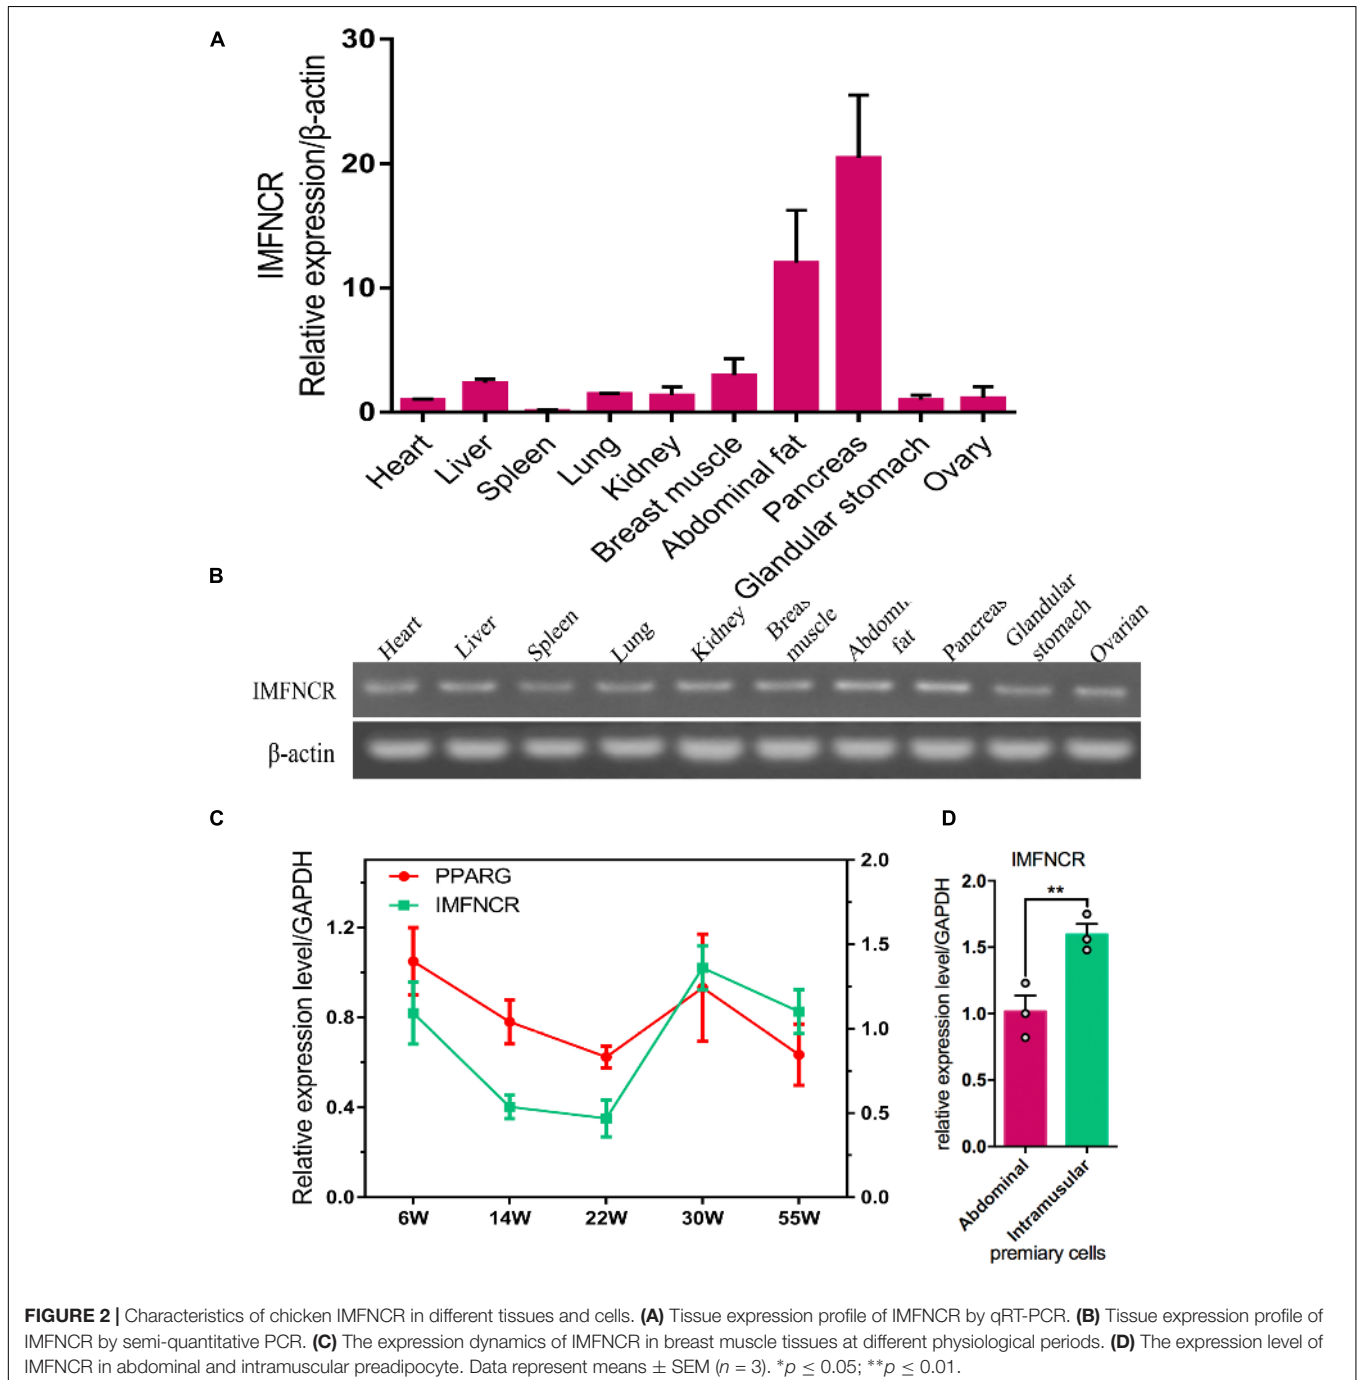 A
30
20
10
0
IMFNCR
Relative expression/β-actin
Heart
Liver
Spleen
Lung
Kidney
Breast muscle
Abdominal fat
Pancreas
Glandular stomach
Ovary
B
Heart
Liver
Spleen
Lung
Kidney
Breas
muscle
Abdomin
fat
Pancreas
Glandular
stomach
Ovarian
IMFNCR
β-actin
C
Relative expression level/GAPDH
PPARG
IMFNCR
1.2
0.8
0.4
0.0
2.0
1.5
1.0
0.5
0.0
6W 14W 22W 30W 55W
D
IMFNCR
relative expression level/GAPDH
2.0
1.5
1.0
0.5
0.0
**
Abdominal
Intramusular
premiary cells
FIGURE 2 | Characteristics of chicken IMFNCR in different tissues and cells. (A) Tissue expression profile of IMFNCR by qRT-PCR. (B) Tissue expression profile of
IMFNCR by semi-quantitative PCR. (C) The expression dynamics of IMFNCR in breast muscle tissues at different physiological periods. (D) The expression level of
IMFNCR in abdominal and intramuscular preadipocyte. Data represent means ± SEM (n = 3). *p ≤ 0.05; **p ≤ 0.01.